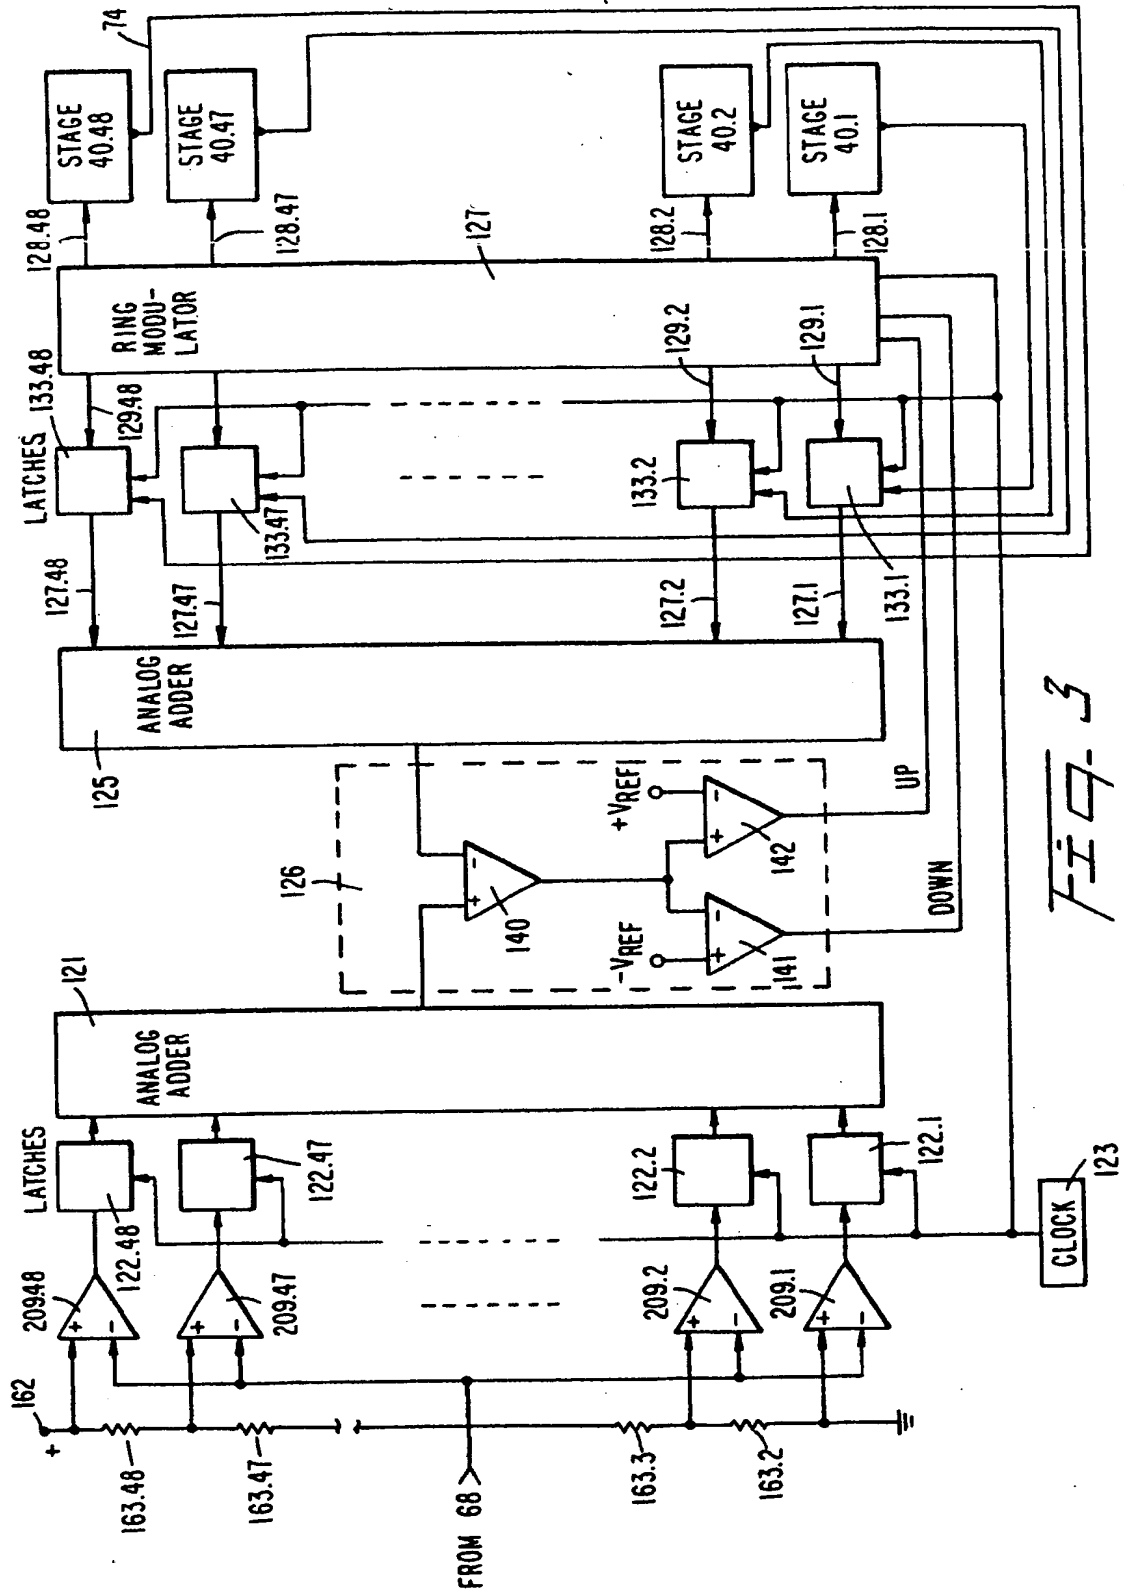 74
STAGE
40.48
STAGE
40.47
STAGE
40.2
STAGE
40.1
128.48
128.47
128.2
128.1
127
RING
MODU-
LATOR
129.48
129.2
129.1
LATCHES
133.48
133.47
133.2
133.1
127.48
127.47
127.2
127.1
ANALOG
ADDER
125
126
+VREF
-
+
142
UP
-
+
140
-VREF
-
+
141
DOWN
121
ANALOG
ADDER
LATCHES
122.48
122.47
122.2
122.1
CLOCK
123
209.48
+
-
209.47
+
-
209.2
+
-
209.1
+
-
162
+
163.48
163.47
163.3
163.2
FROM 68
FIG. 3